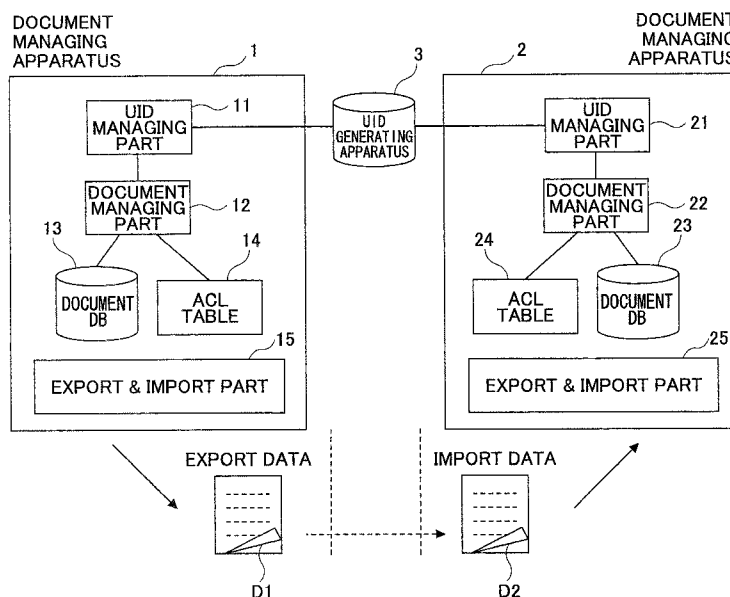 DOCUMENT
MANAGING
APPARATUS
1
11
UID
MANAGING
PART
DOCUMENT
MANAGING
PART
12
13
DOCUMENT
DB
14
ACL
TABLE
15
EXPORT & IMPORT PART
3
UID
GENERATING
APPARATUS
DOCUMENT
MANAGING
APPARATUS
2
UID
MANAGING
PART
21
DOCUMENT
MANAGING
PART
22
24
ACL
TABLE
23
DOCUMENT
DB
25
EXPORT & IMPORT PART
EXPORT DATA
D1
IMPORT DATA
D2